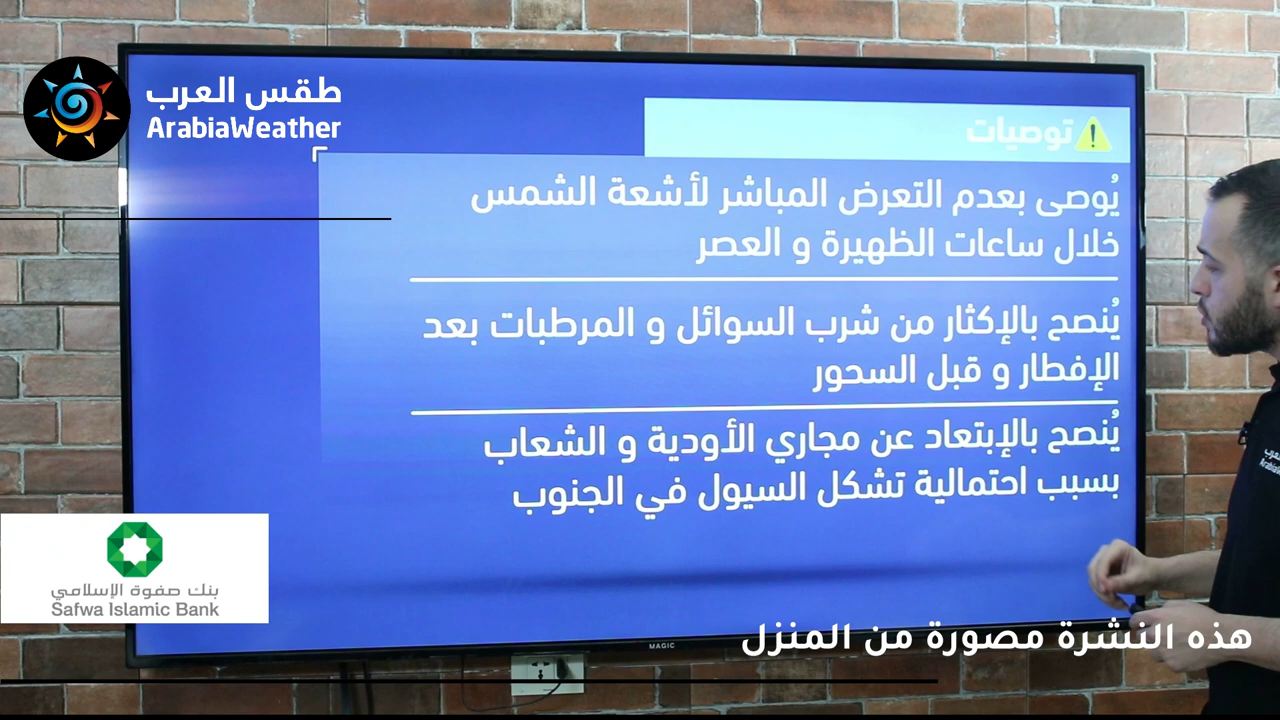 طقس العرب
ArabiaWeather
توصيات
يُوصى بعدم التعرض المباشر لأشعة الشمس
خلال ساعات الظهيرة و العصر
يُنصح بالإكثار من شرب السوائل و المرطبات بعد
الإفطار و قبل السحور
يُنصح بالإبتعاد عن مجاري الأودية و الشعاب
بسبب احتمالية تشكل السيول في الجنوب
بنك صفوة الإسلامي
Safwa Islamic Bank
MAGIC
هذه النشرة مصورة من المنزل